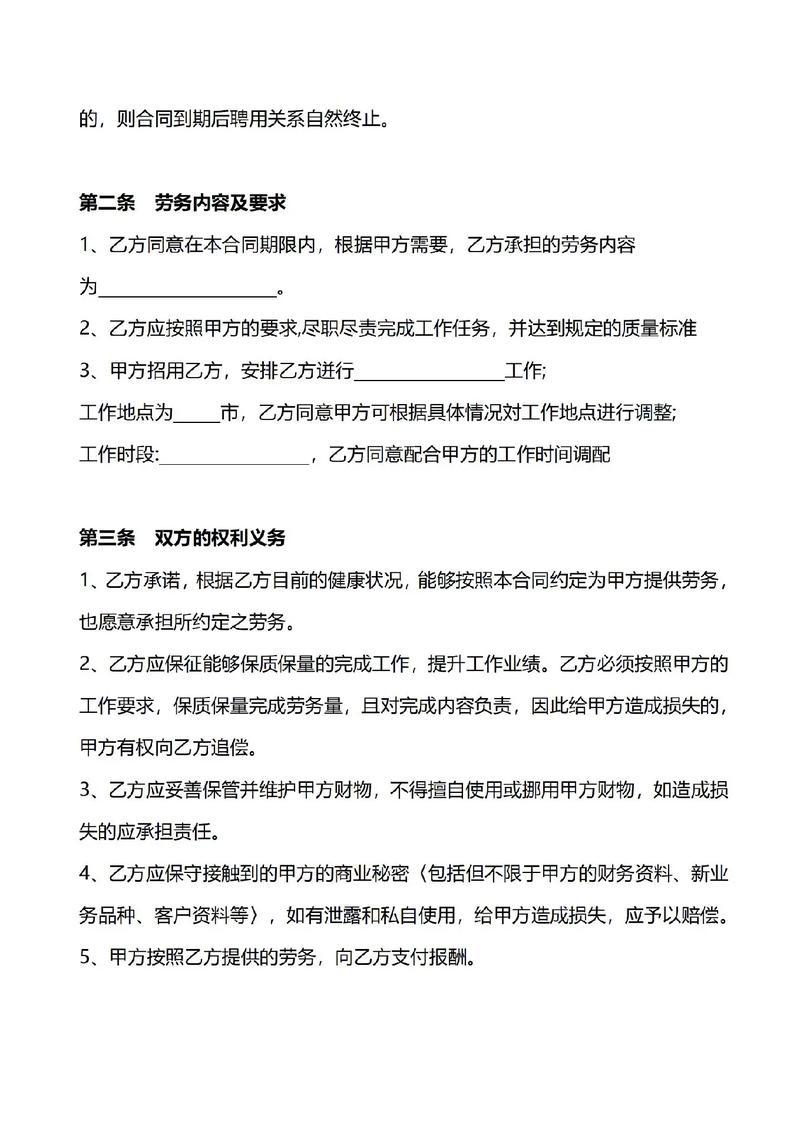 的，则合同到期后聘用关系自然终止。
第二条　劳务内容及要求
1、乙方同意在本合同期限内，根据甲方需要，乙方承担的劳务内容
为___________________。
2、乙方应按照甲方的要求,尽职尽责完成工作任务，并达到规定的质量标准
3、甲方招用乙方，安排乙方进行________________工作;
工作地点为_____市，乙方同意甲方可根据具体情况对工作地点进行调整;
工作时段:________________，乙方同意配合甲方的工作时间调配
第三条　双方的权利义务
1、乙方承诺，根据乙方目前的健康状况，能够按照本合同约定为甲方提供劳务，
也愿意承担所约定之劳务。
2、乙方应保征能够保质保量的完成工作，提升工作业绩。乙方必须按照甲方的
工作要求，保质保量完成劳务量，且对完成内容负责，因此给甲方造成损失的，
甲方有权向乙方追偿。
3、乙方应妥善保管并维护甲方财物，不得擅自使用或挪用甲方财物，如造成损
失的应承担责任。
4、乙方应保守接触到的甲方的商业秘密〈包括但不限于甲方的财务资料、新业
务品种、客户资料等〉，如有泄露和私自使用，给甲方造成损失，应予以赔偿。
5、甲方按照乙方提供的劳务，向乙方支付报酬。